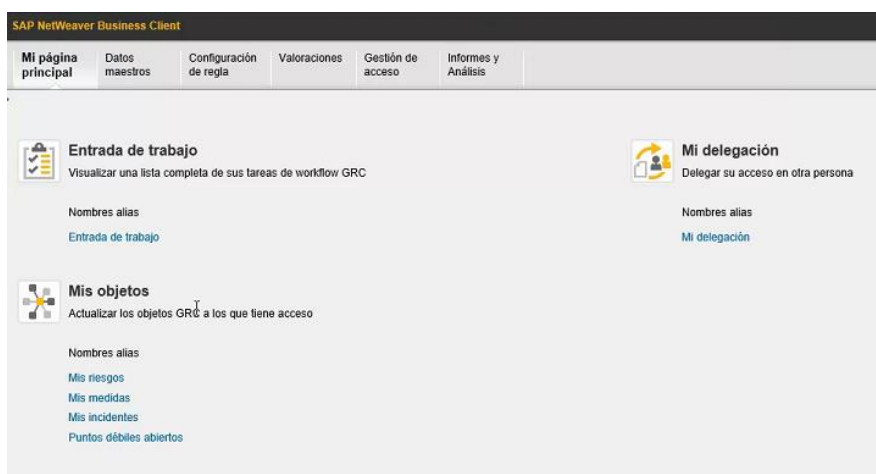 SAP NetWeaver Business Client
Mi página principal
Datos maestros
Configuración de regla
Valoraciones
Gestión de acceso
Informes y Análisis
Entrada de trabajo
Visualizar una lista completa de sus tareas de workflow GRC
Nombres alias
Entrada de trabajo
Mi delegación
Delegar su acceso en otra persona
Nombres alias
Mi delegación
Mis objetos
Actualizar los objetos GRC a los que tiene acceso
Nombres alias
Mis riesgos
Mis medidas
Mis incidentes
Puntos débiles abiertos